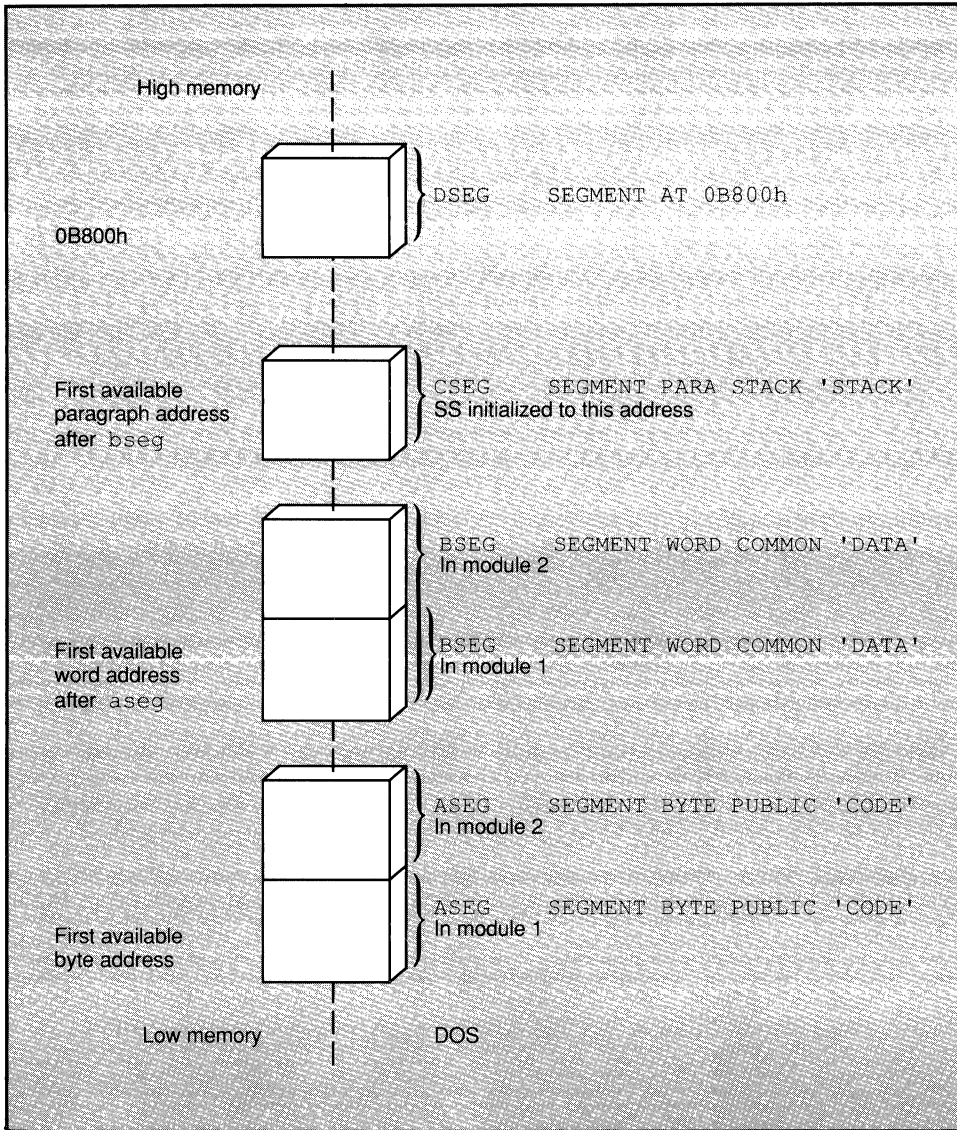 High memory
DSEG SEGMENT AT 0B800h
0B800h
First available
paragraph address
after bseg
CSEG SEGMENT PARA STACK 'STACK'
SS initialized to this address
BSEG SEGMENT WORD COMMON 'DATA'
In module 2
First available
word address
after aseg
BSEG SEGMENT WORD COMMON 'DATA'
In module 1
ASEG SEGMENT BYTE PUBLIC 'CODE'
In module 2
ASEG SEGMENT BYTE PUBLIC 'CODE'
In module 1
First available
byte address
Low memory
DOS